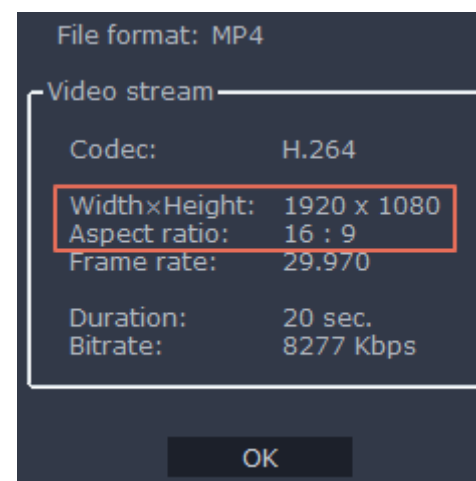 File format: MP4
Video stream
Codec: H.264
Width×Height: 1920 x 1080
Aspect ratio: 16 : 9
Frame rate: 29.970
Duration: 20 sec.
Bitrate: 8277 Kbps
OK